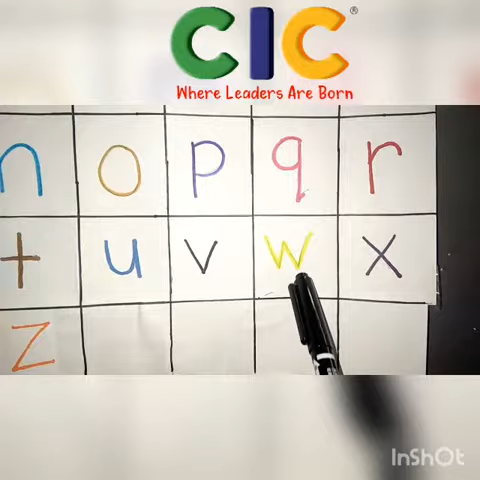 CIC®
Where Leaders Are Born
n o p q r
t u v w x
z
InShOt